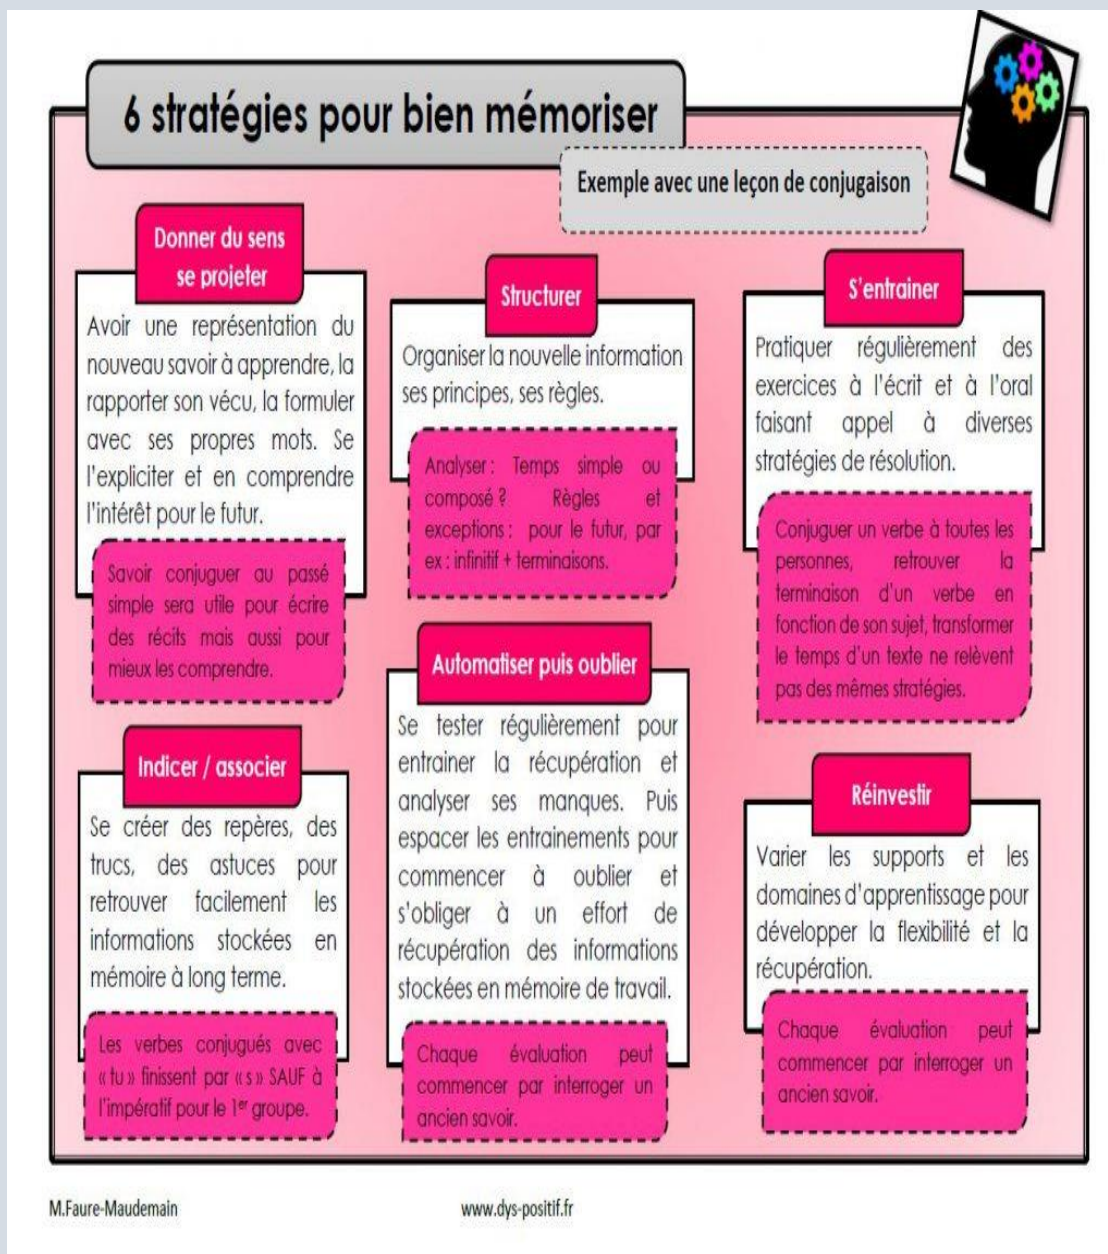 6 stratégies pour bien mémoriser
Exemple avec une leçon de conjugaison
Donner du sens
se projeter
Avoir une représentation du
nouveau savoir à apprendre, la
rapporter son vécu, la formuler
avec ses propres mots. Se
l'expliciter et en comprendre
l'intérêt pour le futur.
Savoir conjuguer au passé
simple sera utile pour écrire
des récits mais aussi pour
mieux les comprendre.
Structurer
Organiser la nouvelle information
ses principes, ses règles.
Analyser : Temps simple ou
composé ? Règles et
exceptions : pour le futur, par
ex : infinitif + terminaisons.
S'entrainer
Pratiquer régulièrement des
exercices à l'écrit et à l'oral
faisant appel à diverses
stratégies de résolution.
Conjuguer un verbe à toutes les
personnes, retrouver la
terminaison d'un verbe en
fonction de son sujet, transformer
le temps d'un texte ne relèvent
pas des mêmes stratégies.
Indicer / associer
Se créer des repères, des
trucs, des astuces pour
retrouver facilement les
informations stockées en
mémoire à long terme.
Les verbes conjugués avec
« tu » finissent par « s » SAUF à
l'impératif pour le 1er groupe.
Automatiser puis oublier
Se tester régulièrement pour
entrainer la récupération et
analyser ses manques. Puis
espacer les entrainements pour
commencer à oublier et
s'obliger à un effort de
récupération des informations
stockées en mémoire de travail.
Chaque évaluation peut
commencer par interroger un
ancien savoir.
Réinvestir
Varier les supports et les
domaines d'apprentissage pour
développer la flexibilité et la
récupération.
Chaque évaluation peut
commencer par interroger un
ancien savoir.
M.Faure-Maudemain
www.dys-positif.fr